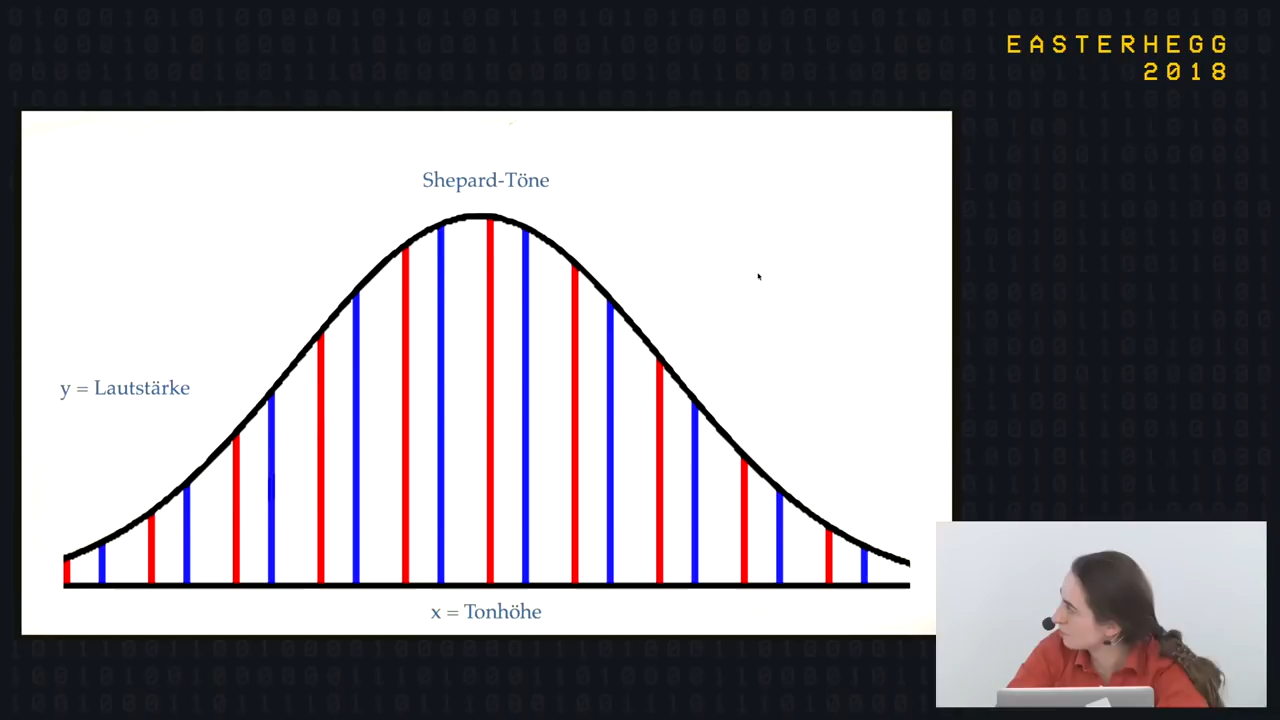 EASTERHEGG
2018
Shepard-Töne
y = Lautstärke
x = Tonhöhe